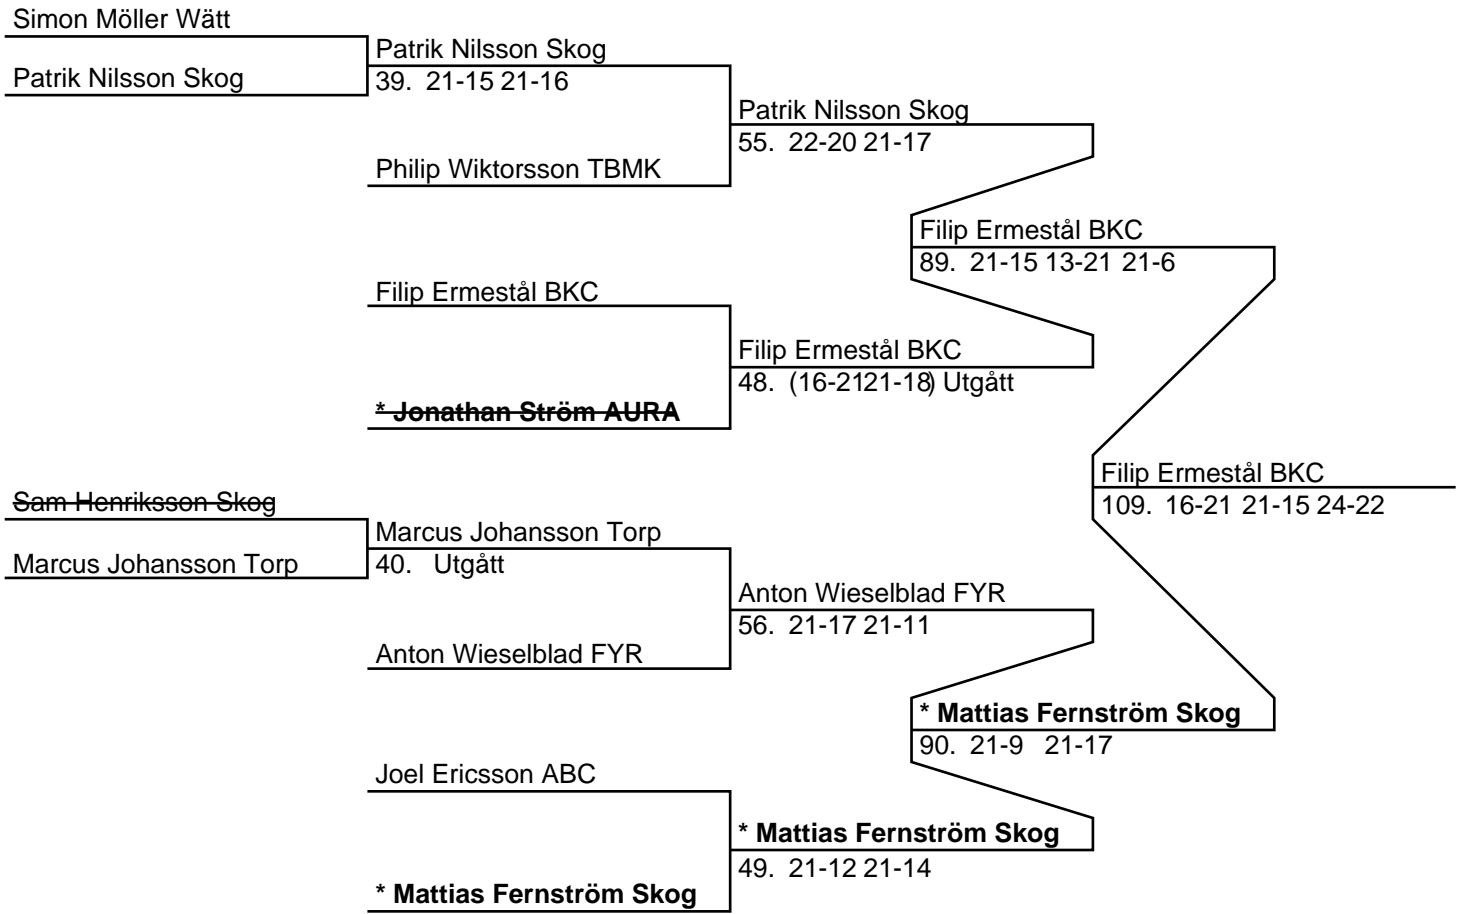 Simon Möller Wätt
Patrik Nilsson Skog
Patrik Nilsson Skog
39. 21-15 21-16
Patrik Nilsson Skog
55. 22-20 21-17
Philip Wiktorsson TBMK
Filip Ermestål BKC
89. 21-15 13-21 21-6
Filip Ermestål BKC
Filip Ermestål BKC
48. (16-2121-18) Utgått
* Jonathan Ström AURA
Filip Ermestål BKC
109. 16-21 21-15 24-22
Sam Henriksson Skog
Marcus Johansson Torp
Marcus Johansson Torp
40. Utgått
Anton Wieselblad FYR
56. 21-17 21-11
Anton Wieselblad FYR
* Mattias Fernström Skog
90. 21-9 21-17
Joel Ericsson ABC
* Mattias Fernström Skog
49. 21-12 21-14
* Mattias Fernström Skog